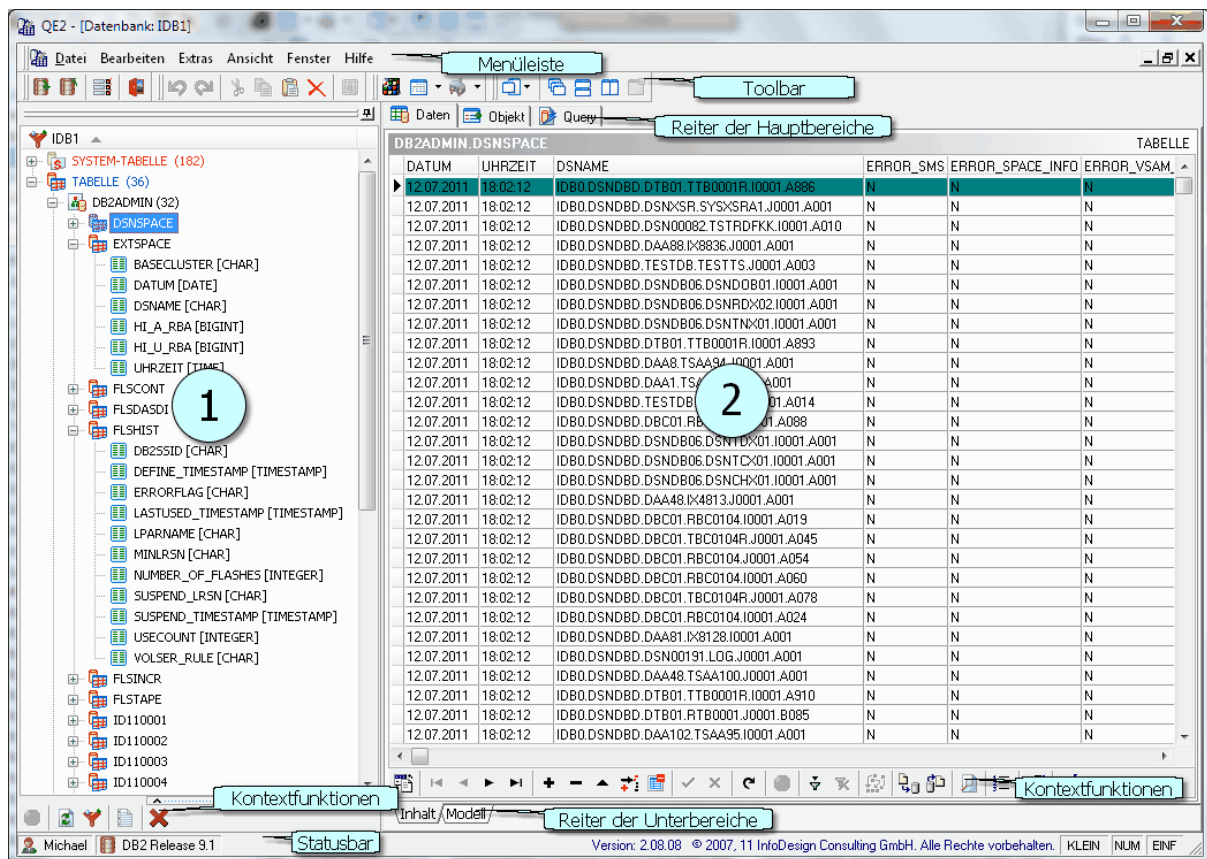 QE2 - [Datenbank: IDB1]
Datei Bearbeiten Extras Ansicht Fenster Hilfe
Menüleiste
Toolbar
Daten Objekt Query
Reiter der Hauptbereiche
IDB1
SYSTEM-TABELLE (182)
TABELLE (36)
DB2ADMIN (32)
DSNSPACE
EXTSPACE
BASECLUSTER [CHAR]
DATUM [DATE]
DSNAME [CHAR]
HI_A_RBA [BIGINT]
HI_U_RBA [BIGINT]
UHRZEIT [TIME]
FLSCONT
FLSDASDI
FLSHIST
DB2SSID [CHAR]
DEFINE_TIMESTAMP [TIMESTAMP]
ERRORFLAG [CHAR]
LASTUSED_TIMESTAMP [TIMESTAMP]
LPARNAME [CHAR]
MINLRSN [CHAR]
NUMBER_OF_FLASHES [INTEGER]
SUSPEND_LRSN [CHAR]
SUSPEND_TIMESTAMP [TIMESTAMP]
USECOUNT [INTEGER]
VOLSER_RULE [CHAR]
FLSINCR
FLSTAPE
ID110001
ID110002
ID110003
ID110004
1
DB2ADMIN.DSNSPACE TABELLE
DATUM UHRZEIT DSNAME ERROR_SMS ERROR_SPACE_INFO ERROR_VSAM_
12.07.2011 18:02:12 IDB0.DSNDBD.DTB01.TTB0001R.I0001.A886 N N N
12.07.2011 18:02:12 IDB0.DSNDBD.DSNXSR.SYSXSRA1.J0001.A001 N N N
12.07.2011 18:02:12 IDB0.DSNDBD.DSN00082.TSTRDFKK.I0001.A010 N N N
12.07.2011 18:02:12 IDB0.DSNDBD.DAA88.IX8836.J0001.A001 N N N
12.07.2011 18:02:12 IDB0.DSNDBD.TESTDB.TESTTS.J0001.A003 N N N
12.07.2011 18:02:12 IDB0.DSNDBD.DSNDB06.DSNDOB01.I0001.A001 N N N
12.07.2011 18:02:12 IDB0.DSNDBD.DSNDB06.DSNRDX02.I0001.A001 N N N
12.07.2011 18:02:12 IDB0.DSNDBD.DSNDB06.DSNTNX01.I0001.A001 N N N
12.07.2011 18:02:12 IDB0.DSNDBD.DTB01.TTB0001R.I0001.A893 N N N
12.07.2011 18:02:12 IDB0.DSNDBD.DAA8.TSAA94.I0001.A001 N N N
12.07.2011 18:02:12 IDB0.DSNDBD.DAA1.TSA A001 N N N
12.07.2011 18:02:12 IDB0.DSNDBD.TESTDB 01.A014 N N N
12.07.2011 18:02:12 IDB0.DSNDBD.DBC01.RB A088 N N N
12.07.2011 18:02:12 IDB0.DSNDBD.DSNDB06.DSNTDX01.I0001.A001 N N N
12.07.2011 18:02:12 IDB0.DSNDBD.DSNDB06.DSNTCX01.I0001.A001 N N N
12.07.2011 18:02:12 IDB0.DSNDBD.DSNDB06.DSNCHX01.I0001.A001 N N N
12.07.2011 18:02:12 IDB0.DSNDBD.DAA48.IX4813.J0001.A001 N N N
12.07.2011 18:02:12 IDB0.DSNDBD.DBC01.RBC0104.I0001.A019 N N N
12.07.2011 18:02:12 IDB0.DSNDBD.DBC01.TBC0104R.J0001.A045 N N N
12.07.2011 18:02:12 IDB0.DSNDBD.DBC01.RBC0104.J0001.A054 N N N
12.07.2011 18:02:12 IDB0.DSNDBD.DBC01.RBC0104.I0001.A060 N N N
12.07.2011 18:02:12 IDB0.DSNDBD.DBC01.TBC0104R.J0001.A078 N N N
12.07.2011 18:02:12 IDB0.DSNDBD.DBC01.RBC0104.I0001.A024 N N N
12.07.2011 18:02:12 IDB0.DSNDBD.DAA81.IX8128.I0001.A001 N N N
12.07.2011 18:02:12 IDB0.DSNDBD.DSN00191.LOG.J0001.A001 N N N
12.07.2011 18:02:12 IDB0.DSNDBD.DAA48.TSAA100.J0001.A001 N N N
12.07.2011 18:02:12 IDB0.DSNDBD.DTB01.TTB0001R.I0001.A910 N N N
12.07.2011 18:02:12 IDB0.DSNDBD.DTB01.RTB0001.J0001.B085 N N N
12.07.2011 18:02:12 IDB0.DSNDBD.DAA102.TSAA95.I0001.A001 N N N
2
Kontextfunktionen
Kontextfunktionen
Inhalt Modell
Reiter der Unterbereiche
Statusbar
Michael DB2 Release 9.1 Version: 2.08.08 © 2007, 11 InfoDesign Consulting GmbH. Alle Rechte vorbehalten. KLEIN NUM EINF